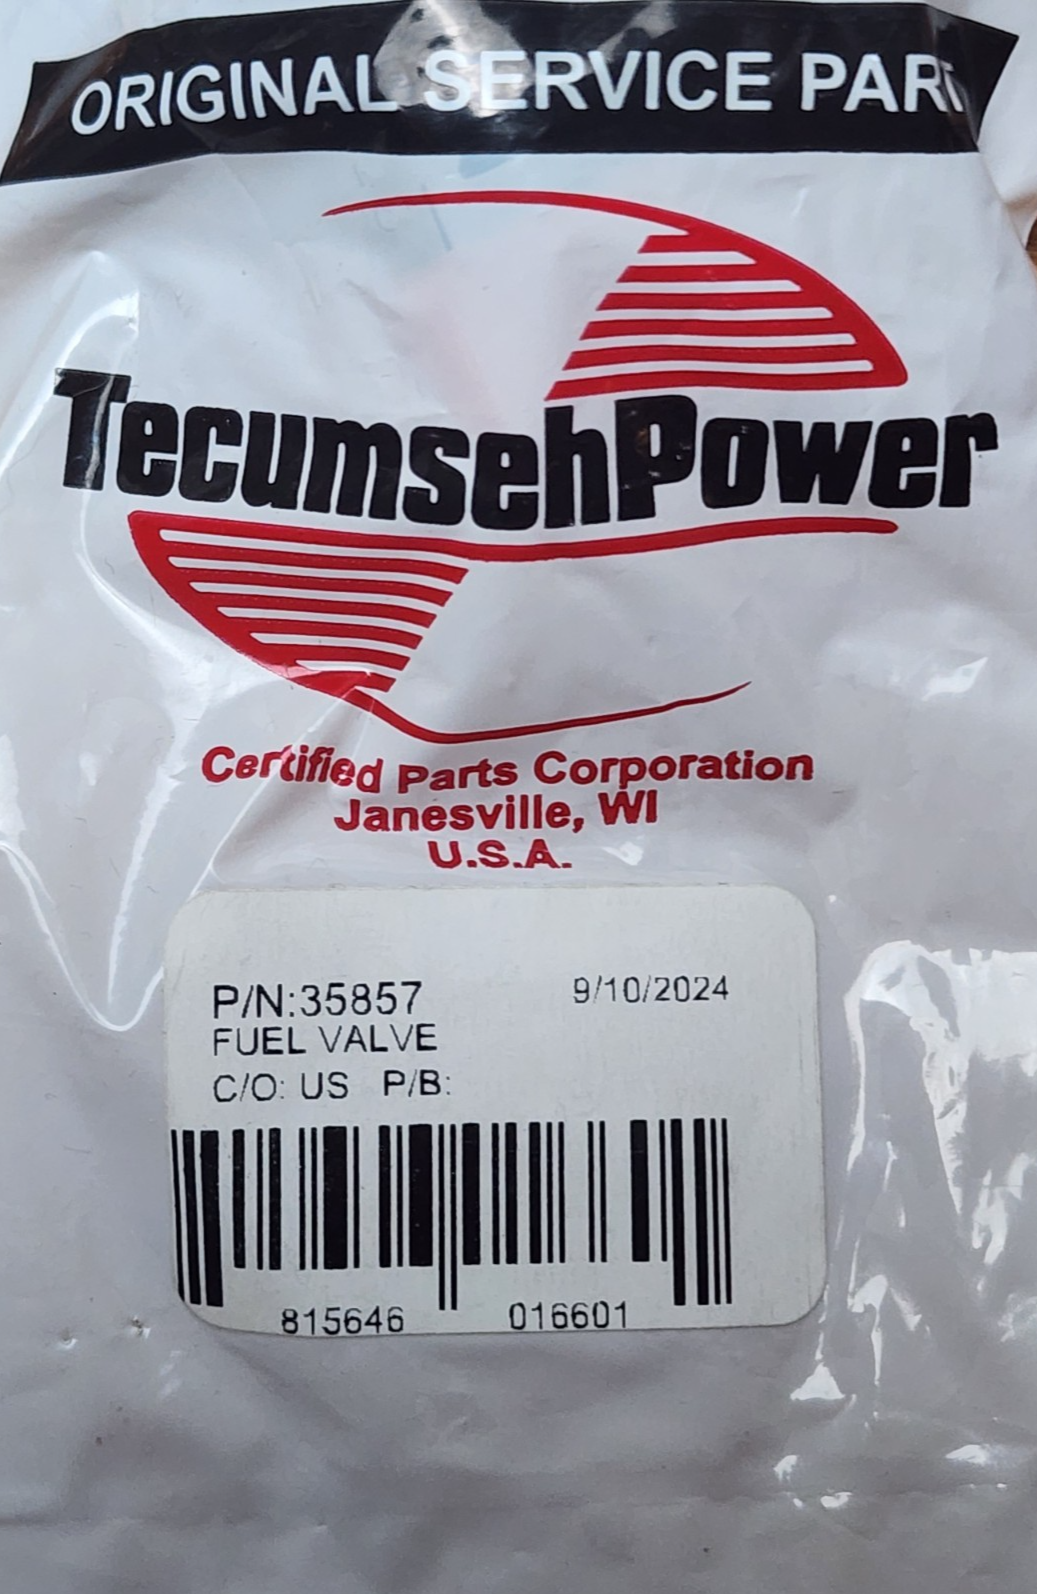 ORIGINAL SERVICE PART
TecumsehPower
Certified Parts Corporation
Janesville, WI
U.S.A.
P/N:35857 9/10/2024
FUEL VALVE
C/O: US P/B:
815646 016601